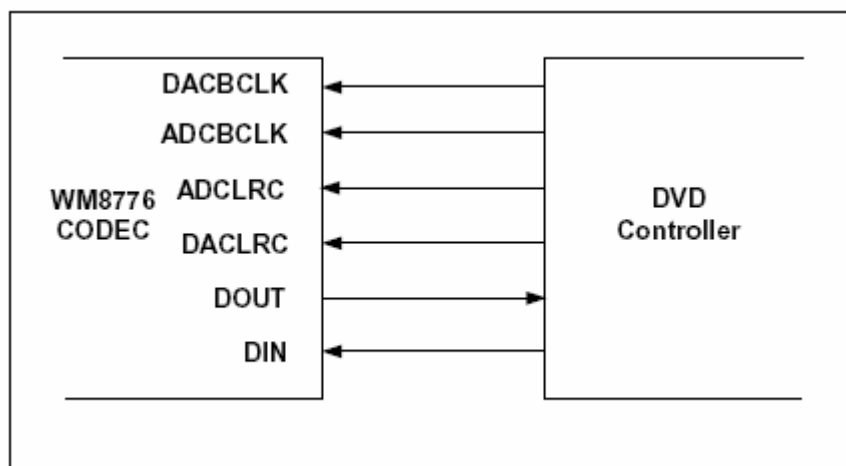 DACBCLK
ADCBCLK
WM8776
CODEC
ADCLRC
DACLRC
DOUT
DIN
DVD
Controller